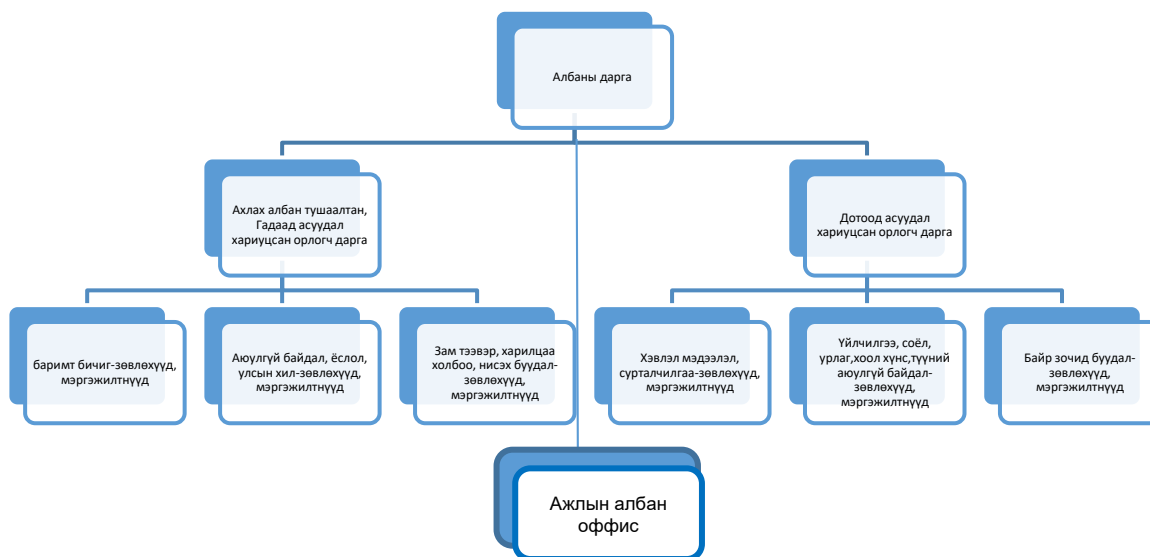 Албаны дарга
Ахлах албан тушаалтан,
Гадаад асуудал
хариуцсан орлогч дарга
Дотоод асуудал
хариуцсан орлогч дарга
баримт бичиг-зөвлөхүүд,
мэргэжилтнүүд
Аюулгүй байдал, ёслол,
улсын хил-зөвлөхүүд,
мэргэжилтнүүд
Зам тээвэр, харилцаа
холбоо, нисэх буудал-
зөвлөхүүд,
мэргэжилтнүүд
Хэвлэл мэдээлэл,
сурталчилгаа-зөвлөхүүд,
мэргэжилтнүүд
Үйлчилгээ, соёл,
урлаг,хоол хүнс,түүний
аюулгүй байдал-
зөвлөхүүд,
мэргэжилтнүүд
Байр зочид буудал-
зөвлөхүүд,
мэргэжилтнүүд
Ажлын албан
оффис